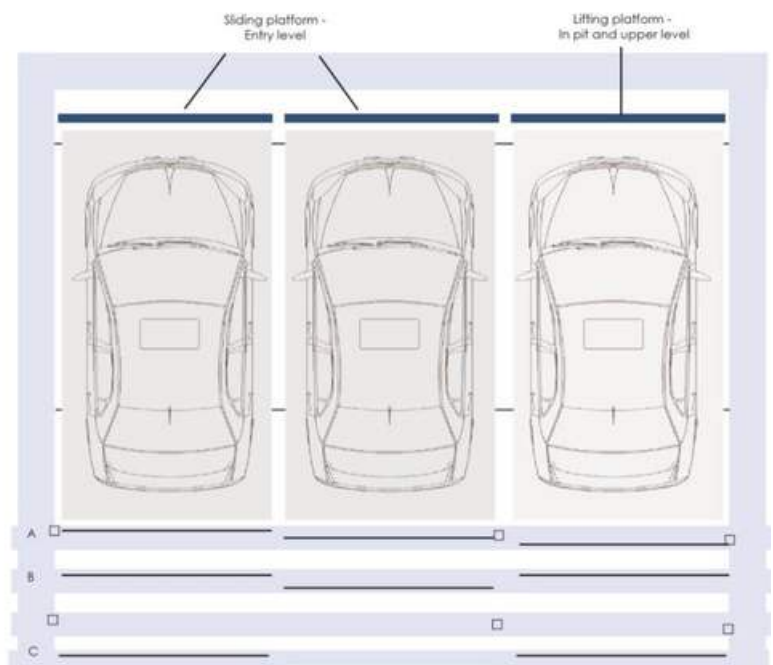 Sliding platform -
Entry level
Lifting platform -
In pit and upper level
A
B
C